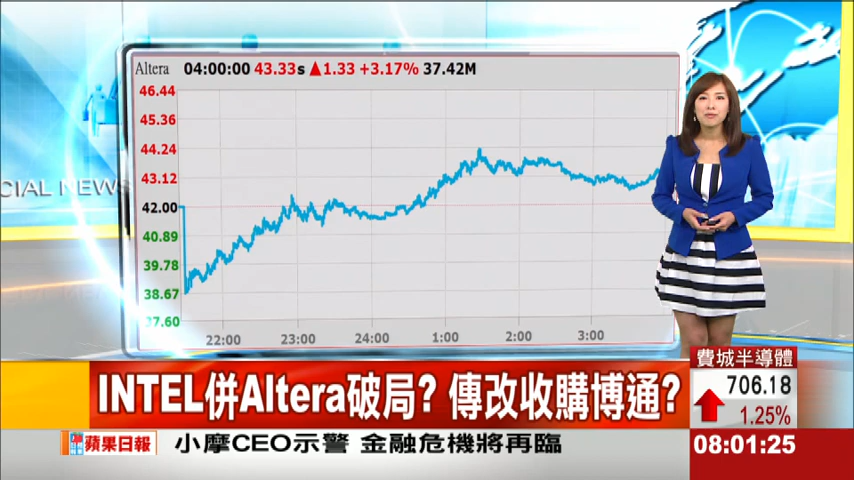 CIAL NEWS
Altera 04:00:00 43.33s ▲1.33 +3.17% 37.42M
46.44
45.36
44.24
43.12
42.00
40.89
39.78
38.67
37.60
22:00 23:00 24:00 1:00 2:00 3:00
INTEL併Altera破局? 傳改收購博通?
費城半導體
706.18
1.25%
蘋果日報 小摩CEO示警 金融危機將再臨
08:01:25